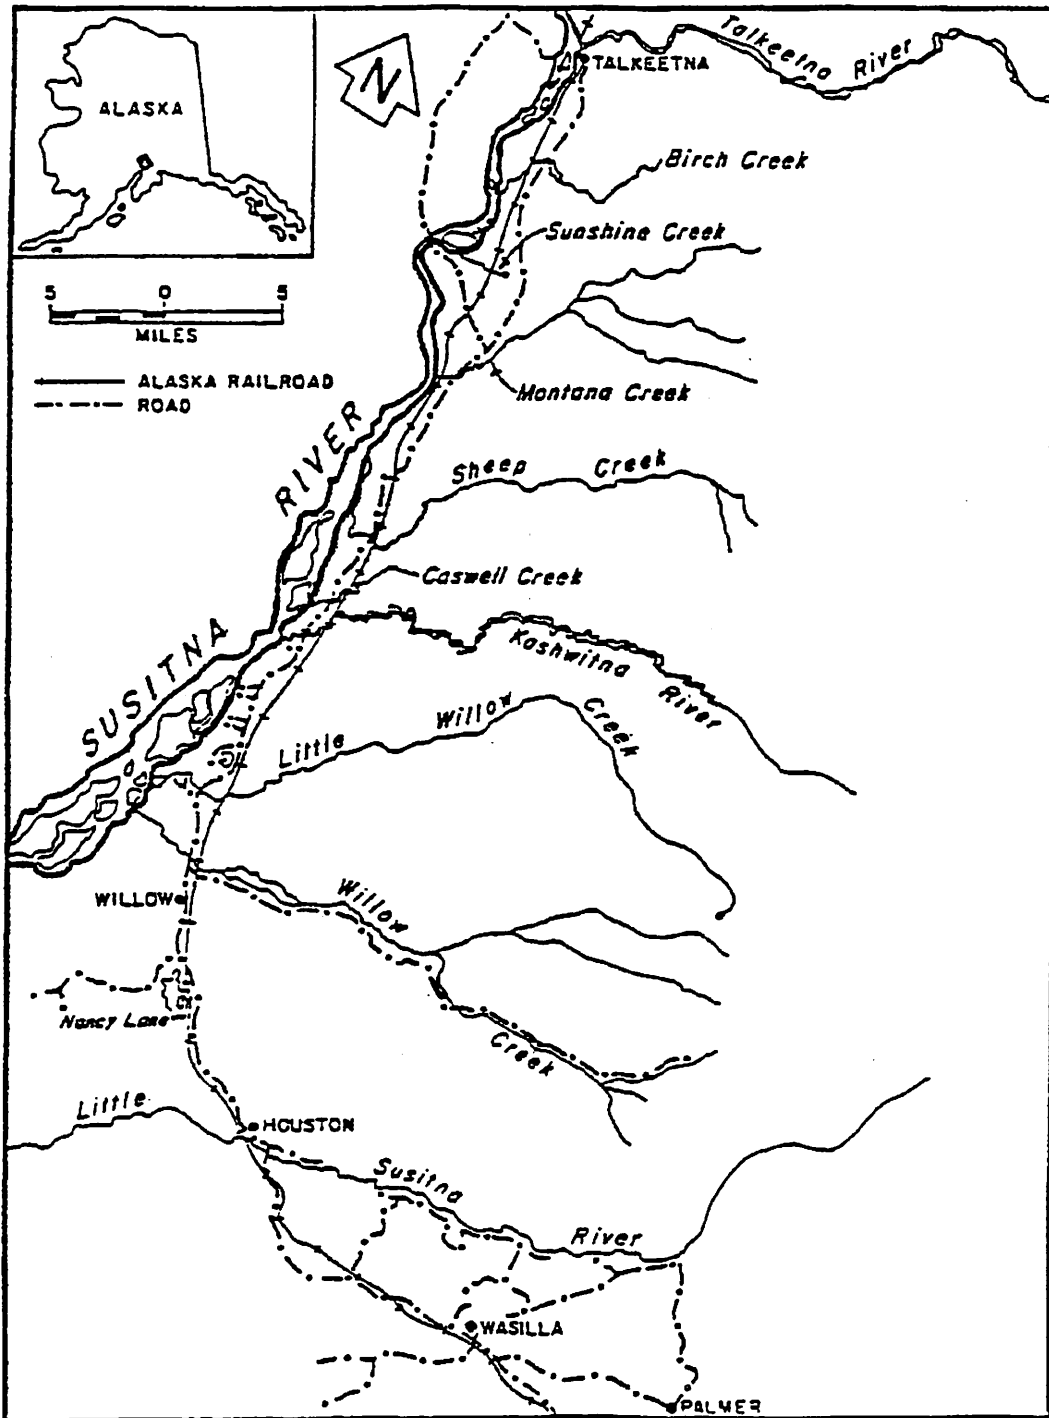 ALASKA
N
TALKEETNA
Talkeetna River
Birch Creek
Sunshine Creek
5 0 5
MILES
ALASKA RAILROAD
ROAD
Montana Creek
SUSITNA RIVER
Sheep Creek
Caswell Creek
Kashwitna River
Little Willow Creek
WILLOW
Willow Creek
Nancy Lane
HOUSTON
Little Susitna River
WASILLA
PALMER